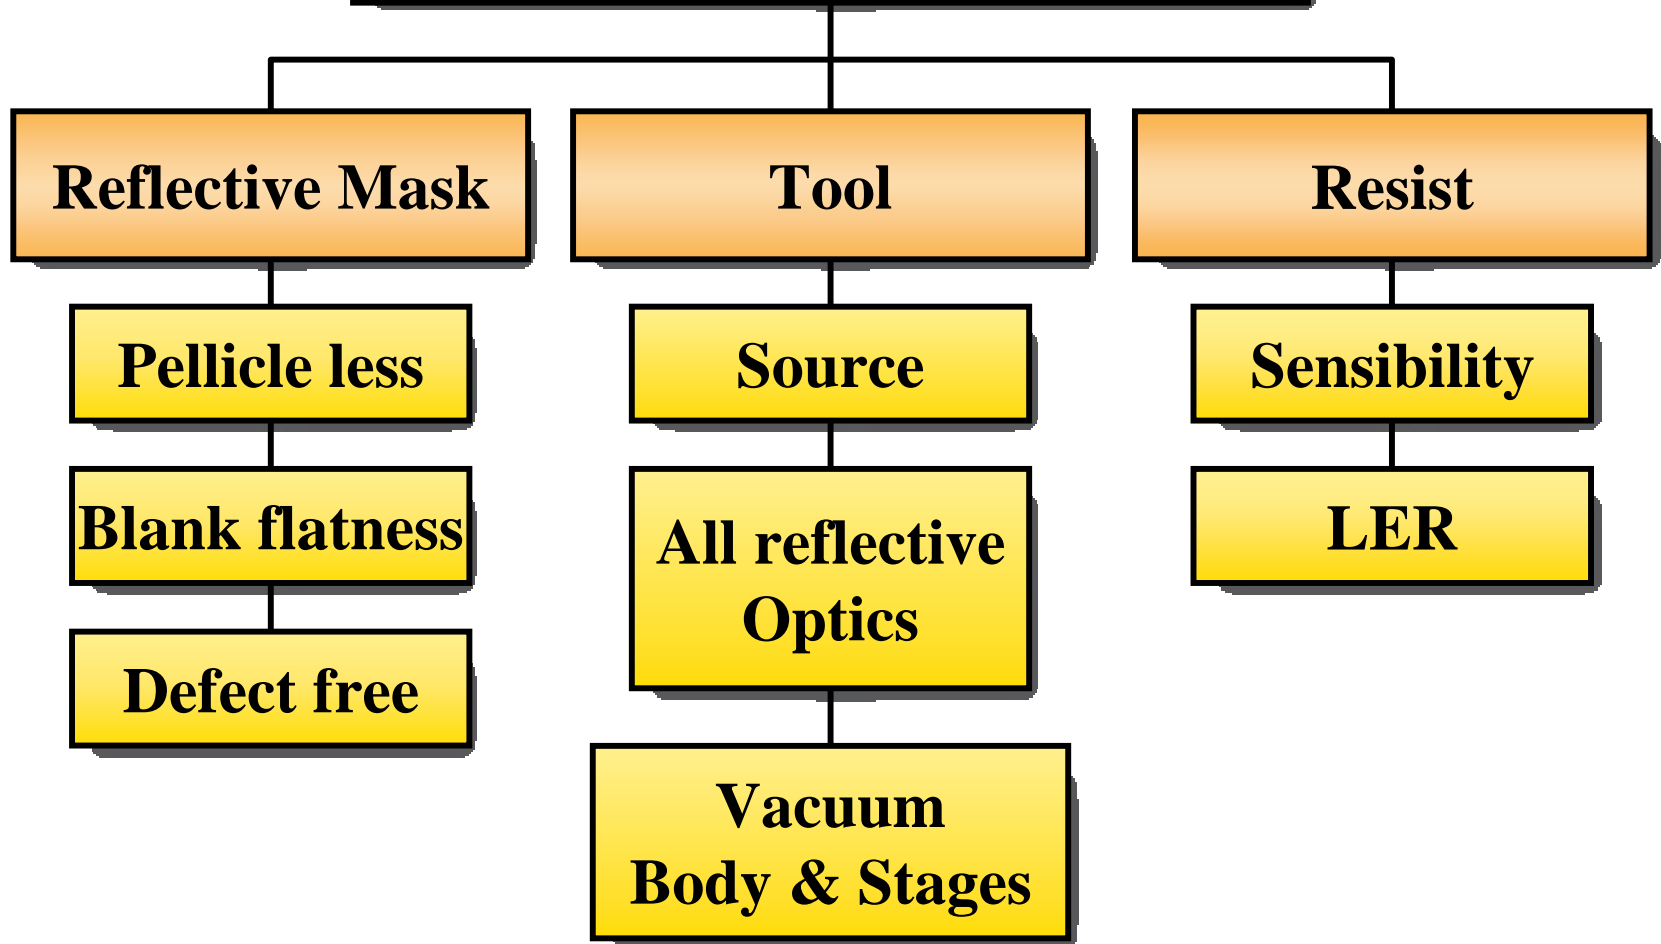 Reflective Mask
Tool
Resist
Pellicle less
Source
Sensibility
Blank flatness
All reflective
Optics
LER
Defect free
Vacuum
Body & Stages